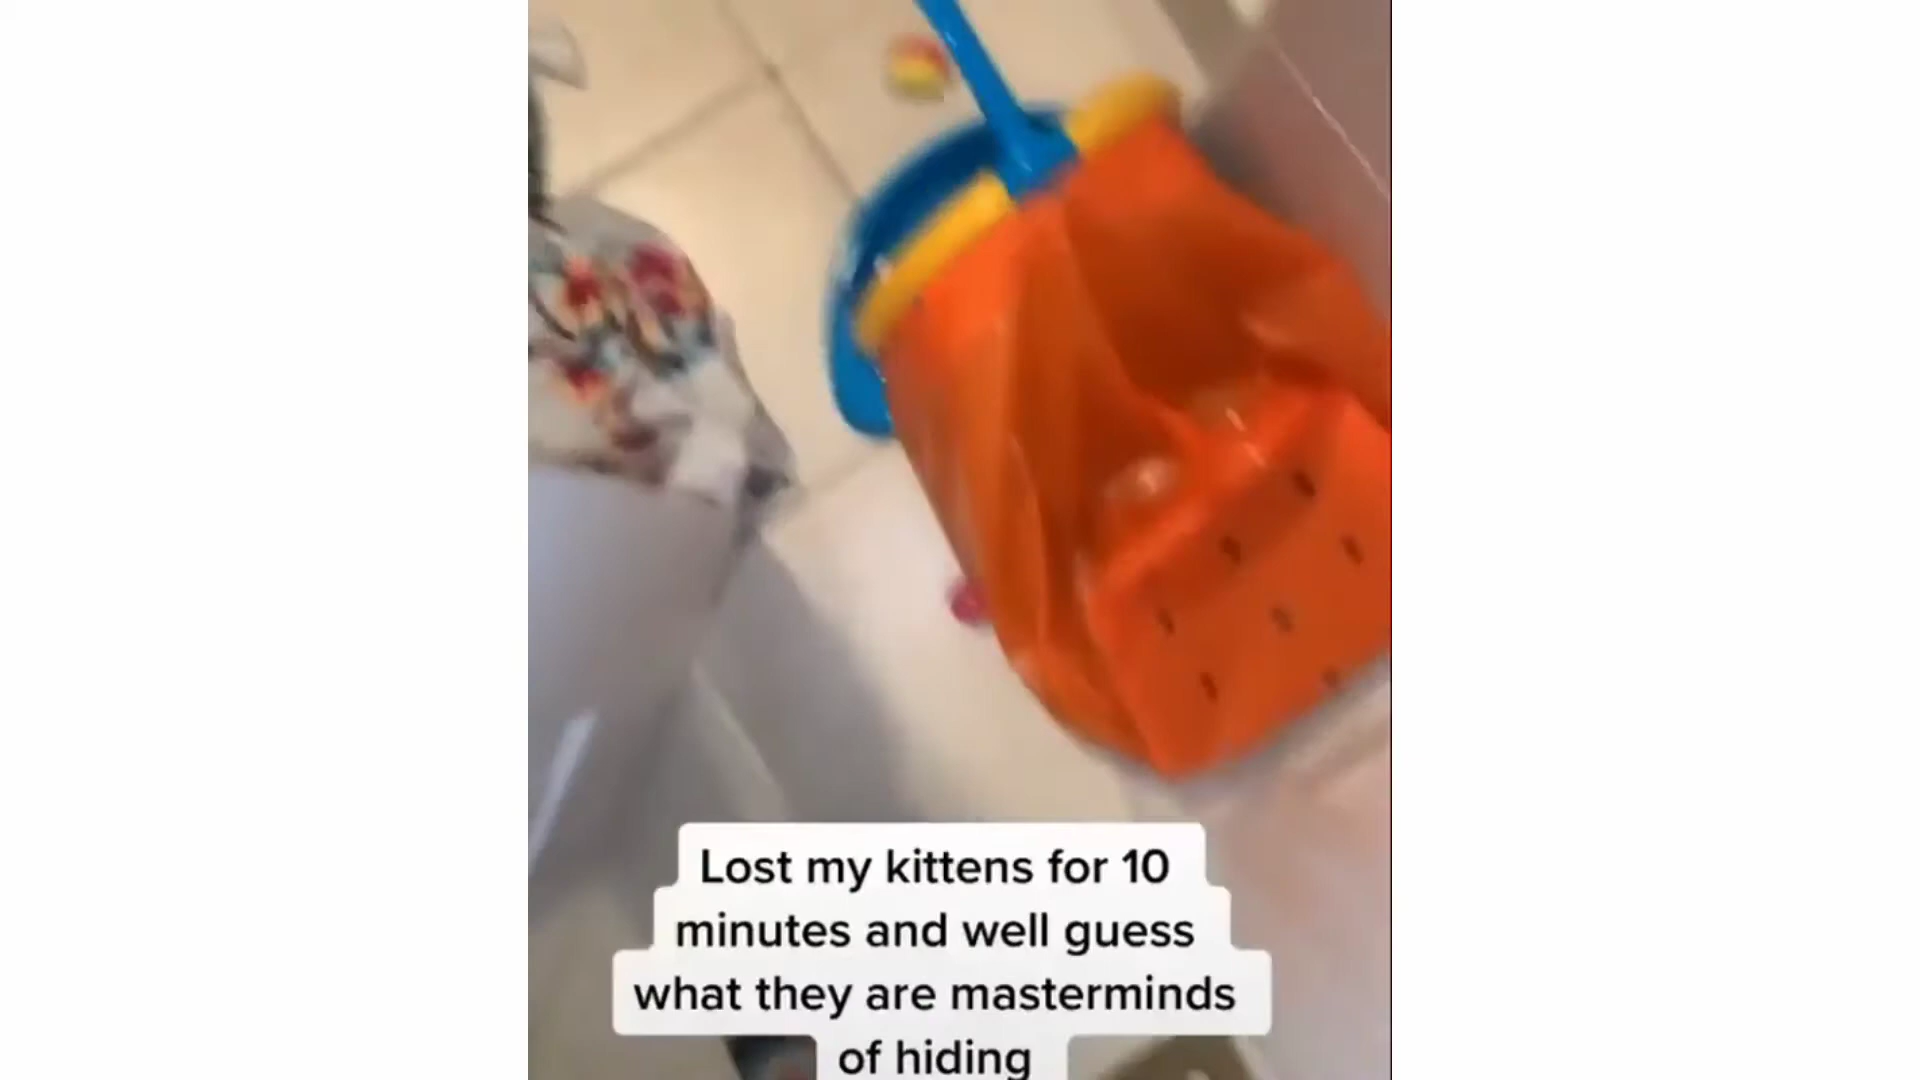 Lost my kittens for 10
minutes and well guess
what they are masterminds
of hiding